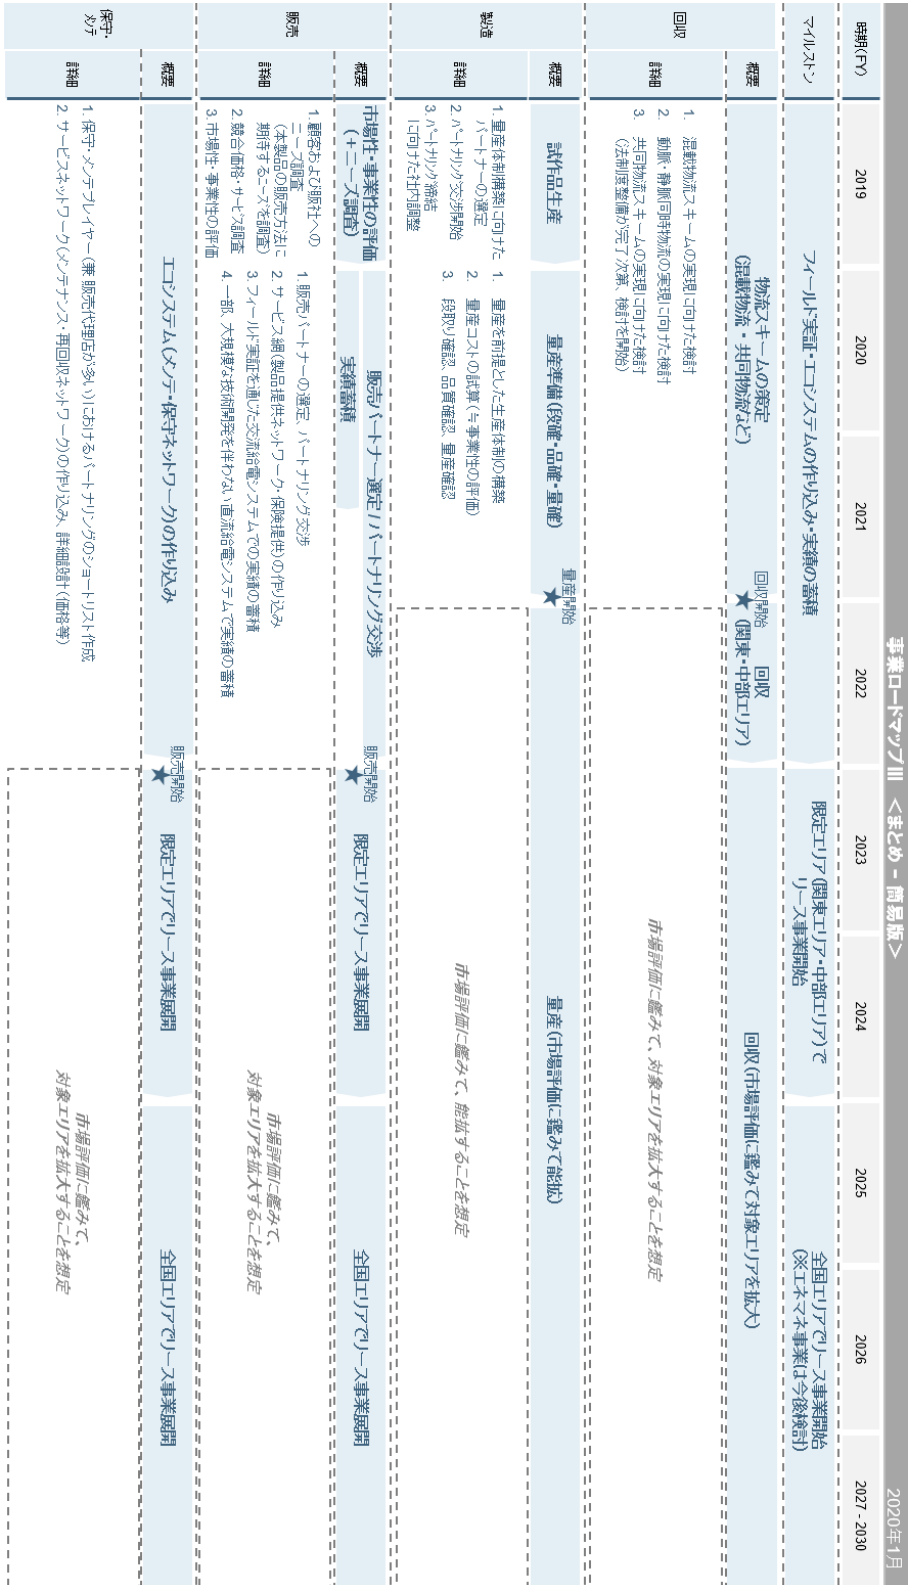 事業ロードマップⅢ <まとめ – 簡易版>
2020年1月
時期(FY)
2019
2020
2021
2022
2023
2024
2025
2026
2027 - 2030
マイルストン
フィールド実証・エコシステムの作り込み・実績の蓄積
限定エリア(関東エリア・中部エリア)で
リース事業開始
全国エリアでリース事業開始
(※エネマネ事業は今後検討)
回収
概要
物流スキームの策定
(混載物流・共同物流など)
回収開始
★
回収
(関東・中部エリア)
回収(市場評価に鑑みて対象エリアを拡大)
詳細
1. 混載物流スキームの実現に向けた検討
2. 動脈・静脈同時物流の実現に向けた検討
3. 共同物流スキームの実現に向けた検討
(法制度整備が完了次第、検討を開始)
市場評価に鑑みて、対象エリアを拡大することを想定
製造
概要
試作品生産
量産準備(段確・品確・量確)
量産開始
★
量産(市場評価に鑑みて能拡)
詳細
1. 量産体制構築に向けた
パートナーの選定
2. パートナリング交渉開始
3. パートナリング締結
に向けた社内調整
1. 量産を前提とした生産体制の構築
2. 量産コストの試算(≒事業性の評価)
3. 段取り確認、品質確認、量産確認
市場評価に鑑みて、能拡することを想定
販売
概要
市場性・事業性の評価
(+ニーズ調査)
販売パートナー選定 / パートナリング交渉
実績蓄積
販売開始
★
限定エリアでリース事業展開
全国エリアでリース事業展開
詳細
1. 顧客および販社への
ニーズ調査
(本製品の販売方法に
期待するニーズを調査)
2. 競合価格・サービス調査
3. 市場性・事業性の評価
1. 販売パートナーの選定、パートナリング交渉
2. サービス網(製品提供ネットワーク・保険提供)の作り込み
3. フィールド実証を通じた交流給電システムでの実績の蓄積
4. 一部、大規模な技術開発を伴わない直流給電システムで実績の蓄積
市場評価に鑑みて、
対象エリアを拡大することを想定
保守・
メンテ
概要
エコシステム(メンテ・保守ネットワーク)の作り込み
販売開始
★
限定エリアでリース事業展開
全国エリアでリース事業展開
詳細
1. 保守・メンテプレイヤー(兼 販売代理店が多い)におけるパートナリングのショートリスト作成
2. サービスネットワーク(メンテナンス・再回収ネットワーク)の作り込み、詳細設計(価格等)
市場評価に鑑みて、
対象エリアを拡大することを想定